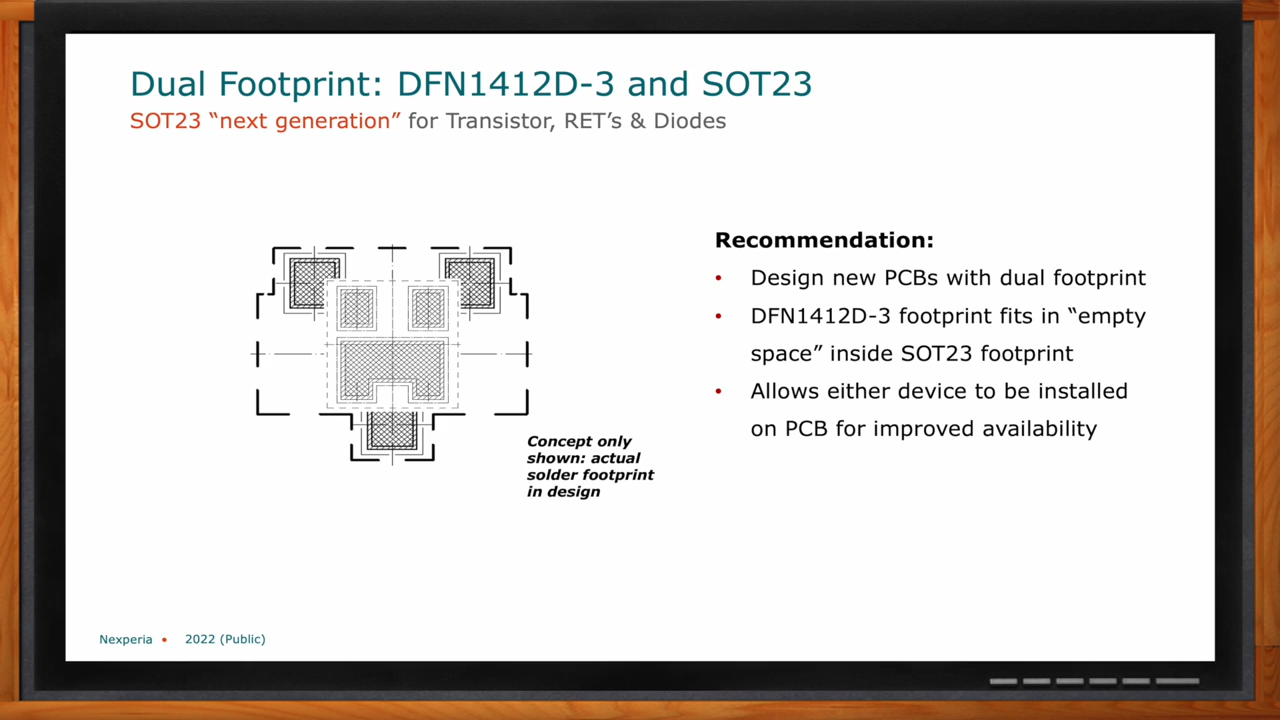 Dual Footprint: DFN1412D-3 and SOT23
SOT23 “next generation” for Transistor, RET’s & Diodes
Recommendation:
• Design new PCBs with dual footprint
• DFN1412D-3 footprint fits in “empty
space” inside SOT23 footprint
• Allows either device to be installed
on PCB for improved availability
Concept only
shown: actual
solder footprint
in design
Nexperia • 2022 (Public)